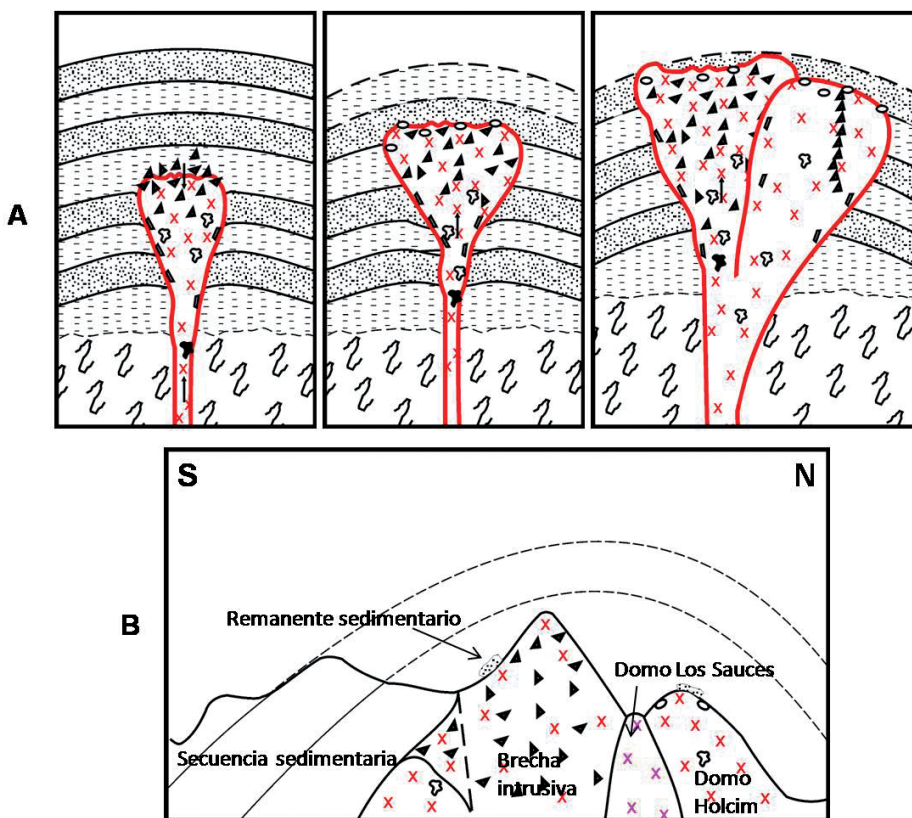 A
S
N
B
Remanente sedimentario
Domo Los Sauces
Secuencia sedimentaria
Brecha
intrusiva
Domo
Holcim